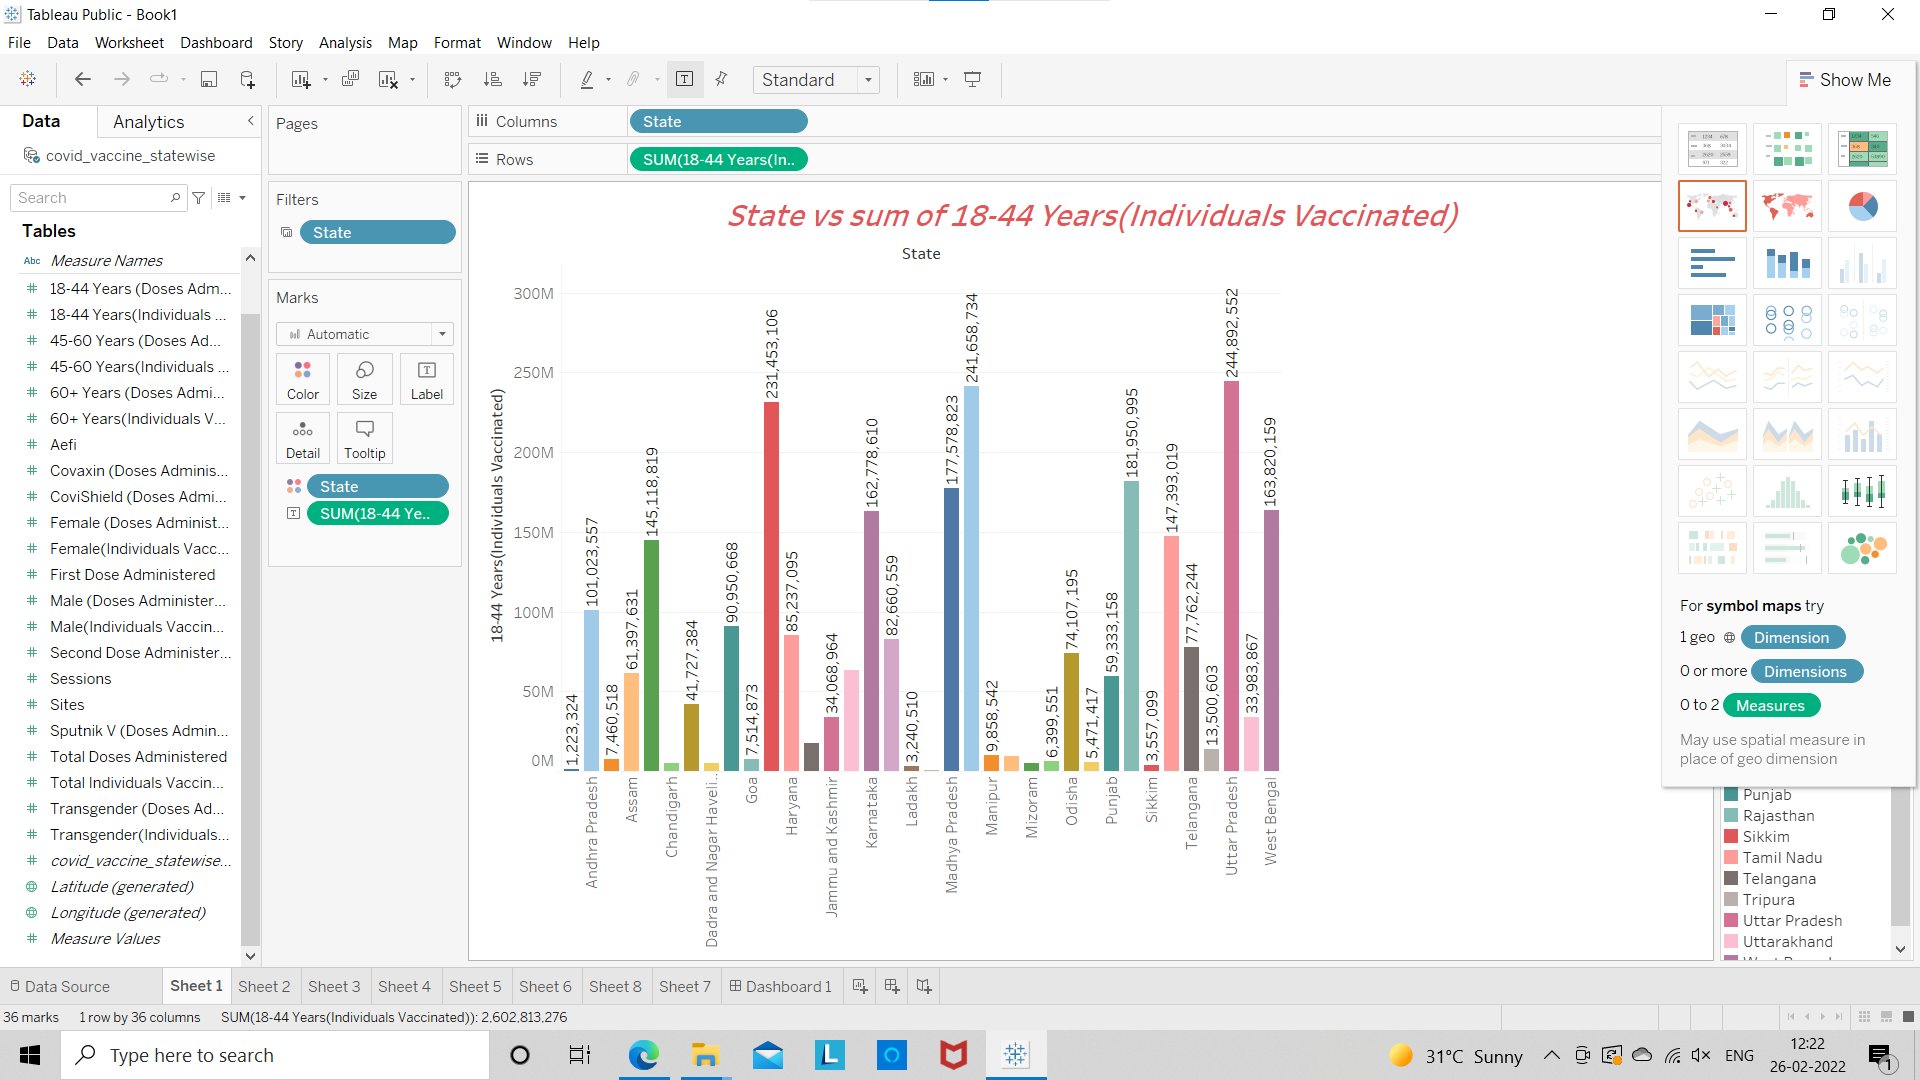 Tableau Public - Book1
File Data Worksheet Dashboard Story Analysis Map Format Window Help
Standard
Show Me
Data Analytics
covid_vaccine_statewise
Search
Tables
Abc Measure Names
18-44 Years (Doses Adm...
18-44 Years(Individuals ...
45-60 Years (Doses Ad...
45-60 Years(Individuals ...
60+ Years (Doses Admi...
60+ Years(Individuals V...
Aefi
Covaxin (Doses Adminis...
CoviShield (Doses Admi...
Female (Doses Administ...
Female(Individuals Vacc...
First Dose Administered
Male (Doses Administer...
Male(Individuals Vaccin...
Second Dose Administer...
Sessions
Sites
Sputnik V (Doses Admin...
Total Doses Administered
Total Individuals Vaccin...
Transgender (Doses Ad...
Transgender(Individuals...
covid_vaccine_statewise...
Latitude (generated)
Longitude (generated)
Measure Values
Pages
Filters
State
Marks
Automatic
Color Size Label
Detail Tooltip
State
SUM(18-44 Ye..
Columns State
Rows SUM(18-44 Years(In..
State vs sum of 18-44 Years(Individuals Vaccinated)
State
18-44 Years(Individuals Vaccinated)
300M
250M
200M
150M
100M
50M
0M
1,223,324
101,023,557
7,460,518
61,397,631
145,118,819
41,727,384
90,950,668
7,514,873
231,453,106
85,237,095
34,068,964
162,778,610
82,660,559
3,240,510
177,578,823
241,658,734
9,858,542
6,399,551
74,107,195
5,471,417
59,333,158
181,950,995
3,557,099
147,393,019
77,762,244
13,500,603
244,892,552
33,983,867
163,820,159
Andhra Pradesh
Assam
Chandigarh
Dadra and Nagar Haveli..
Goa
Haryana
Jammu and Kashmir
Karnataka
Ladakh
Madhya Pradesh
Manipur
Mizoram
Odisha
Punjab
Sikkim
Telangana
Uttar Pradesh
West Bengal
For symbol maps try
1 geo Dimension
0 or more Dimensions
0 to 2 Measures
May use spatial measure in
place of geo dimension
Punjab
Rajasthan
Sikkim
Tamil Nadu
Telangana
Tripura
Uttar Pradesh
Uttarakhand
Data Source Sheet 1 Sheet 2 Sheet 3 Sheet 4 Sheet 5 Sheet 6 Sheet 8 Sheet 7 Dashboard 1
36 marks 1 row by 36 columns SUM(18-44 Years(Individuals Vaccinated)): 2,602,813,276
Type here to search
L
31°C Sunny
ENG
12:22
26-02-2022
1